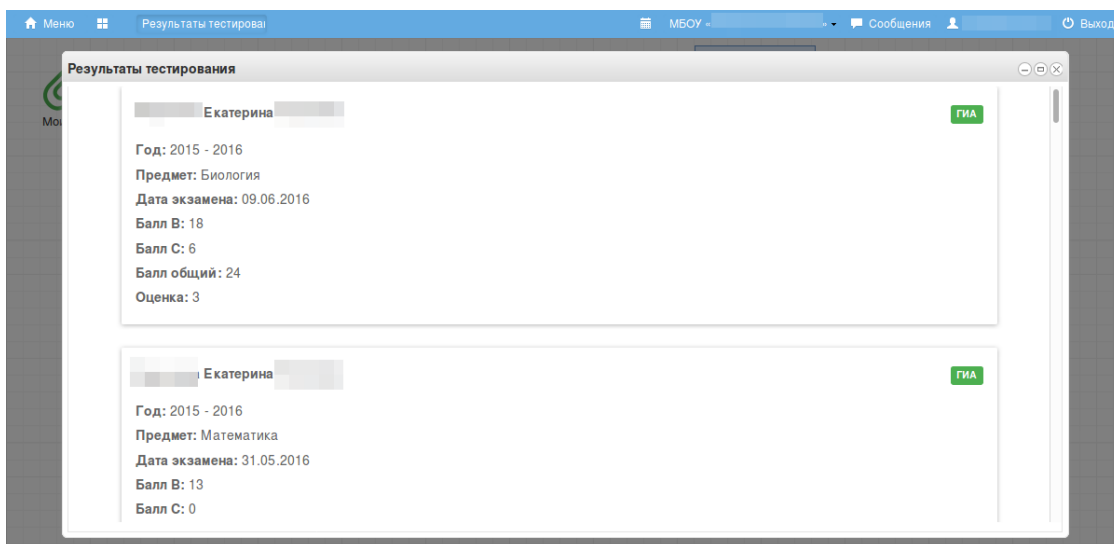 Меню Результаты тестировал МБОУ « » Сообщения Выход
Результаты тестирования
Екатерина ГИА
Год: 2015 - 2016
Предмет: Биология
Дата экзамена: 09.06.2016
Балл B: 18
Балл C: 6
Балл общий: 24
Оценка: 3
Екатерина ГИА
Год: 2015 - 2016
Предмет: Математика
Дата экзамена: 31.05.2016
Балл B: 13
Балл C: 0